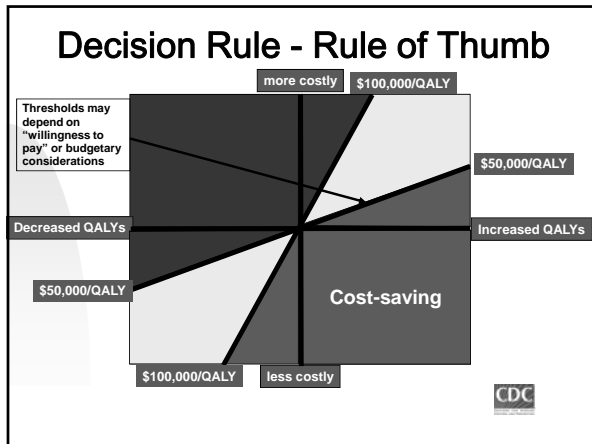 Decision Rule - Rule of Thumb
more costly
$100,000/QALY
Thresholds may
depend on
“willingness to
pay” or budgetary
considerations
$50,000/QALY
Decreased QALYs
Increased QALYs
$50,000/QALY
Cost-saving
$100,000/QALY
less costly
CDC